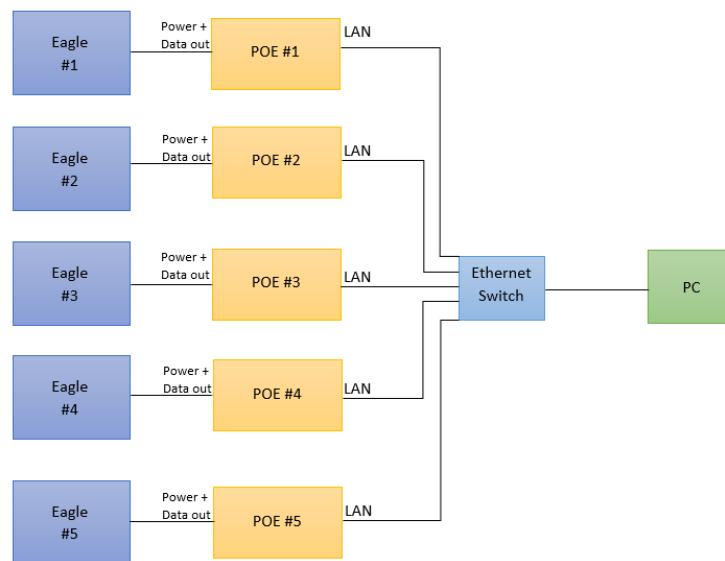 Eagle
#1
Power +
Data out
POE #1
LAN
Eagle
#2
Power +
Data out
POE #2
LAN
Eagle
#3
Power +
Data out
POE #3
LAN
Ethernet
Switch
PC
Eagle
#4
Power +
Data out
POE #4
LAN
Eagle
#5
Power +
Data out
POE #5
LAN